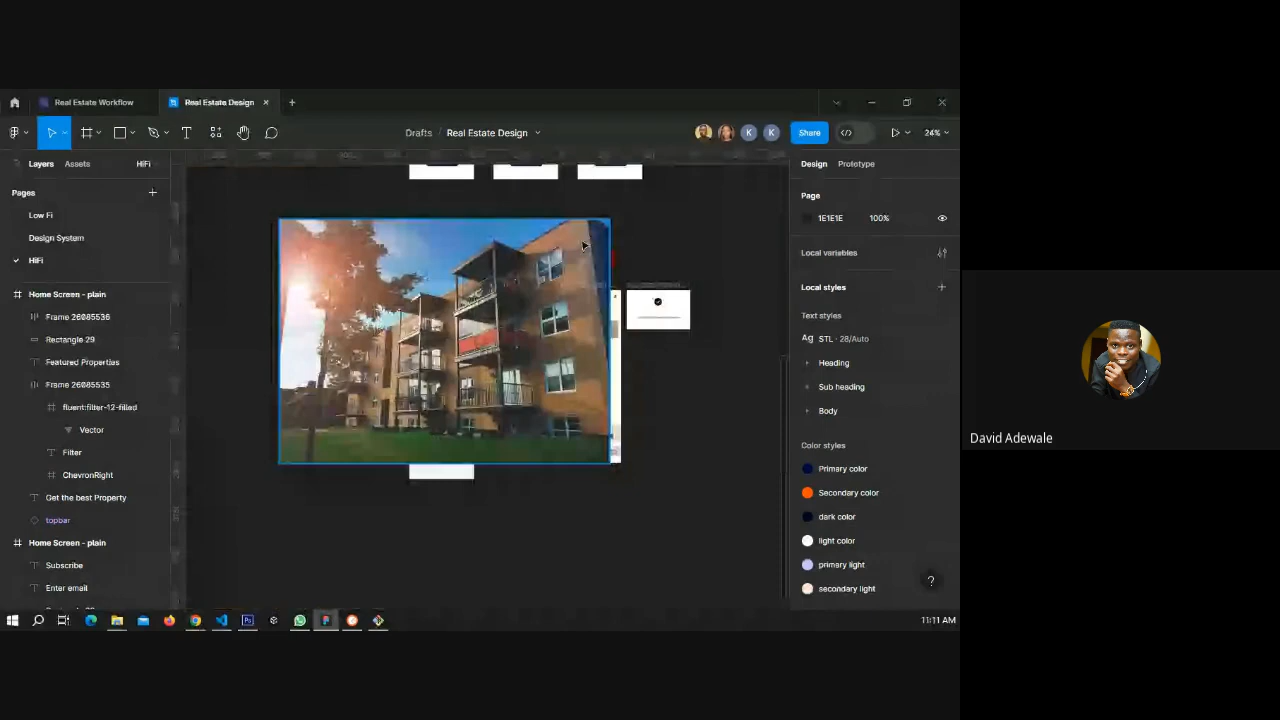 Real Estate Workflow
Real Estate Design
Drafts / Real Estate Design
K
K
Share
24%
Layers
Assets
HiFi
Pages
Low Fi
Design System
HiFi
Home Screen - plain
Frame 26085536
Rectangle 29
Featured Properties
Frame 26085535
fluent:filter-12-filled
Vector
Filter
ChevronRight
Get the best Property
topbar
Home Screen - plain
Subscribe
Enter email
Design
Prototype
Page
1E1E1E
100%
Local variables
Local styles
Text styles
Ag STL · 28/Auto
Heading
Sub heading
Body
Color styles
Primary color
Secondary color
dark color
light color
primary light
secondary light
?
Ps
11:11 AM
David Adewale